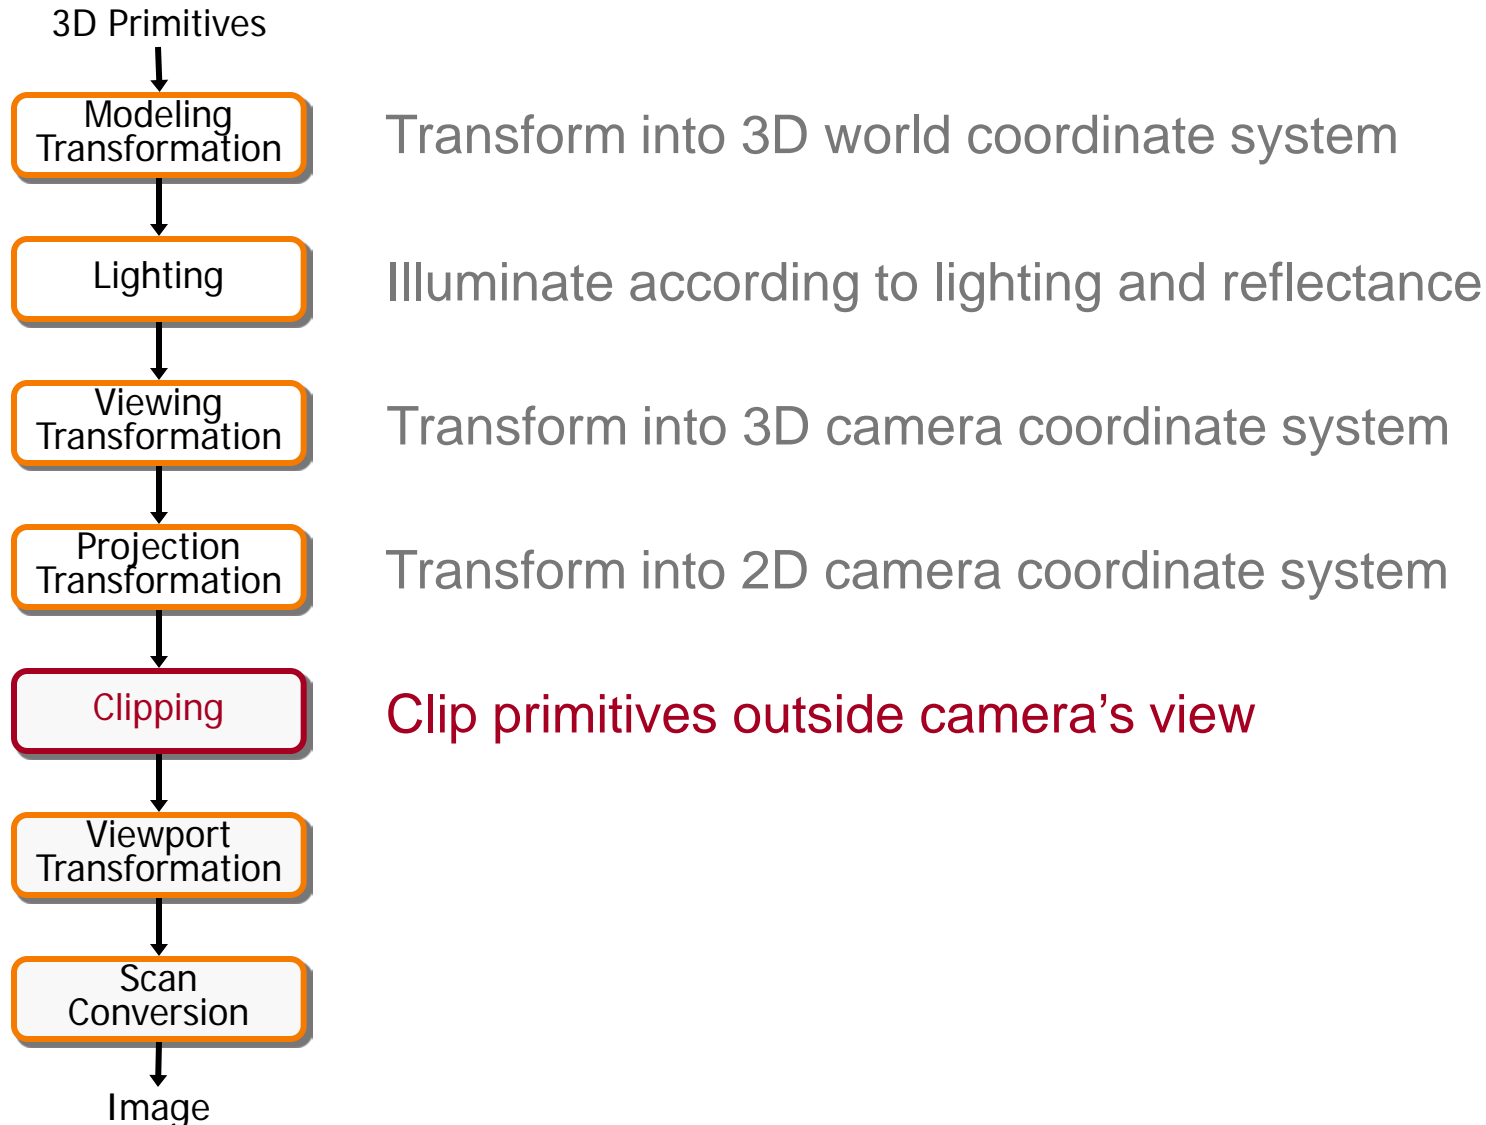 3D Primitives
Modeling
Transformation
Transform into 3D world coordinate system
Lighting
Illuminate according to lighting and reflectance
Viewing
Transformation
Transform into 3D camera coordinate system
Projection
Transformation
Transform into 2D camera coordinate system
Clipping
Clip primitives outside camera’s view
Viewport
Transformation
Scan
Conversion
Image